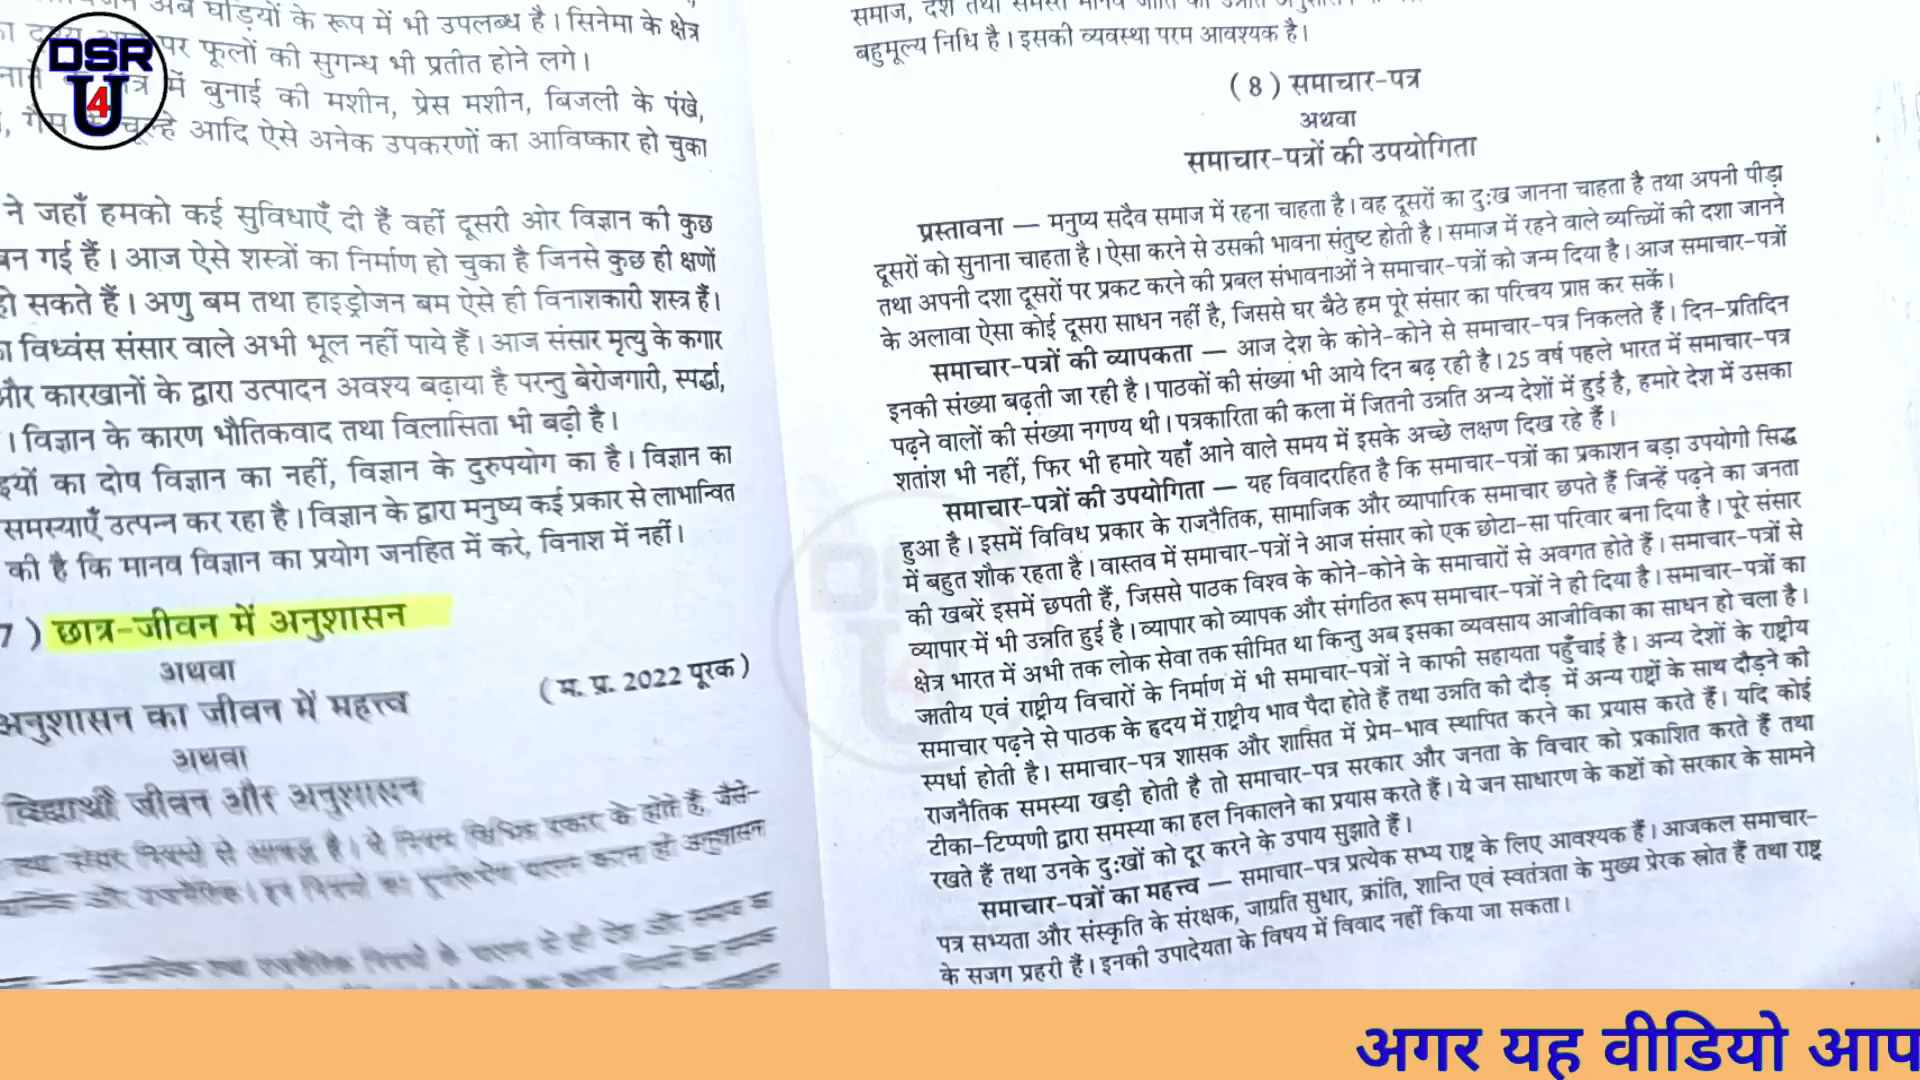 DSR
4
U
अब घड़ियों के रूप में भी उपलब्ध है। सिनेमा के क्षेत्र
पर फूलों की सुगन्ध भी प्रतीत होने लगे।
में बुनाई की मशीन, प्रेस मशीन, बिजली के पंखे,
आदि ऐसे अनेक उपकरणों का आविष्कार हो चुका
ने जहाँ हमको कई सुविधाएँ दी हैं वहीं दूसरी ओर विज्ञान की कुछ
बन गई हैं। आज ऐसे शस्त्रों का निर्माण हो चुका है जिनसे कुछ ही क्षणों
हो सकते हैं। अणु बम तथा हाइड्रोजन बम ऐसे ही विनाशकारी शस्त्र हैं।
विध्वंस संसार वाले अभी भूल नहीं पाये हैं। आज संसार मृत्यु के कगार
और कारखानों के द्वारा उत्पादन अवश्य बढ़ाया है परन्तु बेरोजगारी, स्पर्द्धा,
। विज्ञान के कारण भौतिकवाद तथा विलासिता भी बढ़ी है।
का दोष विज्ञान का नहीं, विज्ञान के दुरुपयोग का है। विज्ञान का
समस्याएँ उत्पन्न कर रहा है। विज्ञान के द्वारा मनुष्य कई प्रकार से लाभान्वित
की है कि मानव विज्ञान का प्रयोग जनहित में करे, विनाश में नहीं।
7 ) छात्र-जीवन में अनुशासन
अथवा
( म. प्र. 2022 पूरक )
अनुशासन का जीवन में महत्त्व
अथवा
विद्यार्थी जीवन और अनुशासन
बहुमूल्य निधि है। इसकी व्यवस्था परम आवश्यक है।
( 8 ) समाचार-पत्र
अथवा
समाचार-पत्रों की उपयोगिता
प्रस्तावना — मनुष्य सदैव समाज में रहना चाहता है। वह दूसरों का दुःख जानना चाहता है तथा अपनी पीड़ा
दूसरों को सुनाना चाहता है। ऐसा करने से उसकी भावना संतुष्ट होती है। समाज में रहने वाले व्यक्तियों की दशा जानने
तथा अपनी दशा दूसरों पर प्रकट करने की प्रबल संभावनाओं ने समाचार-पत्रों को जन्म दिया है। आज समाचार-पत्रों
के अलावा ऐसा कोई दूसरा साधन नहीं है, जिससे घर बैठे हम पूरे संसार का परिचय प्राप्त कर सकें।
समाचार-पत्रों की व्यापकता — आज देश के कोने-कोने से समाचार-पत्र निकलते हैं। दिन-प्रतिदिन
इनकी संख्या बढ़ती जा रही है। पाठकों की संख्या भी आये दिन बढ़ रही है। 25 वर्ष पहले भारत में समाचार-पत्र
पढ़ने वालों की संख्या नगण्य थी। पत्रकारिता की कला में जितनी उन्नति अन्य देशों में हुई है, हमारे देश में उसका
शतांश भी नहीं, फिर भी हमारे यहाँ आने वाले समय में इसके अच्छे लक्षण दिख रहे हैं।
समाचार-पत्रों की उपयोगिता — यह विवादरहित है कि समाचार-पत्रों का प्रकाशन बड़ा उपयोगी सिद्ध
हुआ है। इसमें विविध प्रकार के राजनैतिक, सामाजिक और व्यापारिक समाचार छपते हैं जिन्हें पढ़ने का जनता
में बहुत शौक रहता है। वास्तव में समाचार-पत्रों ने आज संसार को एक छोटा-सा परिवार बना दिया है। पूरे संसार
की खबरें इसमें छपती हैं, जिससे पाठक विश्व के कोने-कोने के समाचारों से अवगत होते हैं। समाचार-पत्रों से
व्यापार में भी उन्नति हुई है। व्यापार को व्यापक और संगठित रूप समाचार-पत्रों ने ही दिया है। समाचार-पत्रों का
क्षेत्र भारत में अभी तक लोक सेवा तक सीमित था किन्तु अब इसका व्यवसाय आजीविका का साधन हो चला है।
जातीय एवं राष्ट्रीय विचारों के निर्माण में भी समाचार-पत्रों ने काफी सहायता पहुँचाई है। अन्य देशों के राष्ट्रीय
समाचार पढ़ने से पाठक के हृदय में राष्ट्रीय भाव पैदा होते हैं तथा उन्नति की दौड़ में अन्य राष्ट्रों के साथ दौड़ने की
स्पर्धा होती है। समाचार-पत्र शासक और शासित में प्रेम-भाव स्थापित करने का प्रयास करते हैं। यदि कोई
राजनैतिक समस्या खड़ी होती है तो समाचार-पत्र सरकार और जनता के विचार को प्रकाशित करते हैं तथा
टीका-टिप्पणी द्वारा समस्या का हल निकालने का प्रयास करते हैं। ये जन साधारण के कष्टों को सरकार के सामने
रखते हैं तथा उनके दुःखों को दूर करने के उपाय सुझाते हैं।
समाचार-पत्रों का महत्त्व — समाचार-पत्र प्रत्येक सभ्य राष्ट्र के लिए आवश्यक हैं। आजकल समाचार-
पत्र सभ्यता और संस्कृति के संरक्षक, जाग्रति सुधार, क्रांति, शान्ति एवं स्वतंत्रता के मुख्य प्रेरक स्रोत हैं तथा राष्ट्र
के सजग प्रहरी हैं। इनकी उपादेयता के विषय में विवाद नहीं किया जा सकता।
अगर यह वीडियो आप